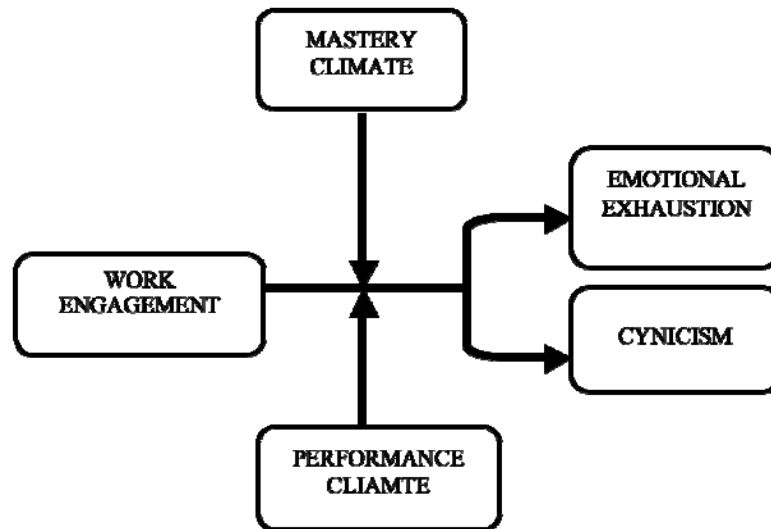 MASTERY
CLIMATE
EMOTIONAL
EXHAUSTION
WORK
ENGAGEMENT
CYNICISM
PERFORMANCE
CLIAMTE